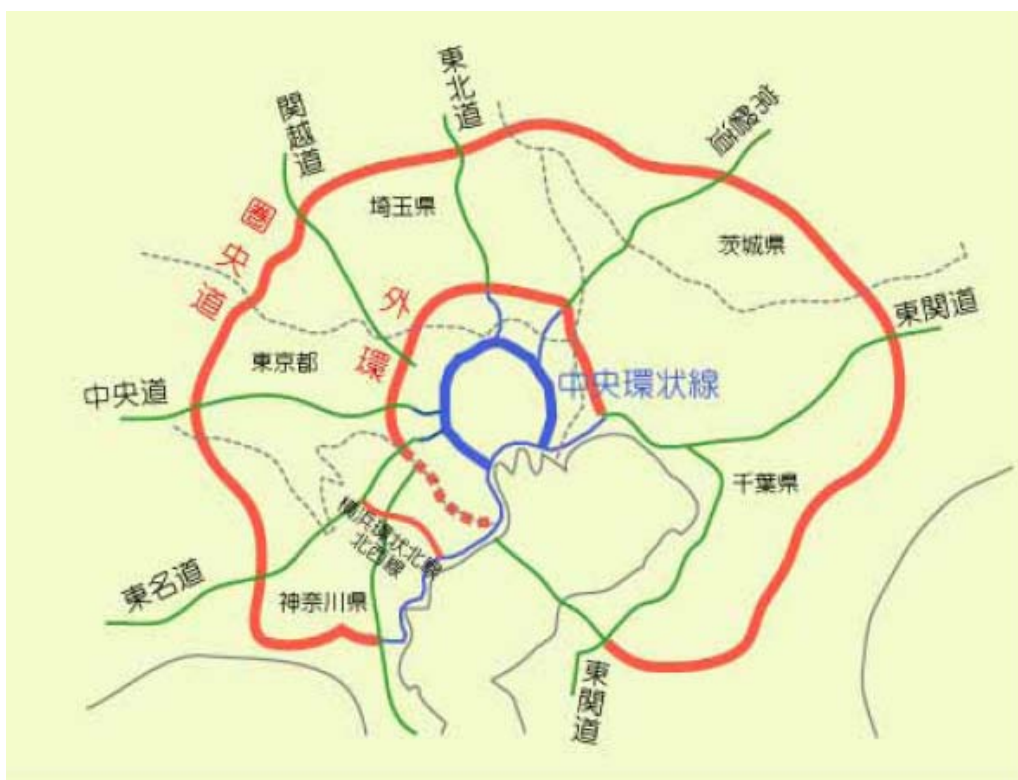 東北道
関越道
常磐道
埼玉県
圏央道
茨城県
外環
東関道
東京都
中央環状線
中央道
千葉県
横浜環状北線
北西線
東名道
神奈川県
東関道